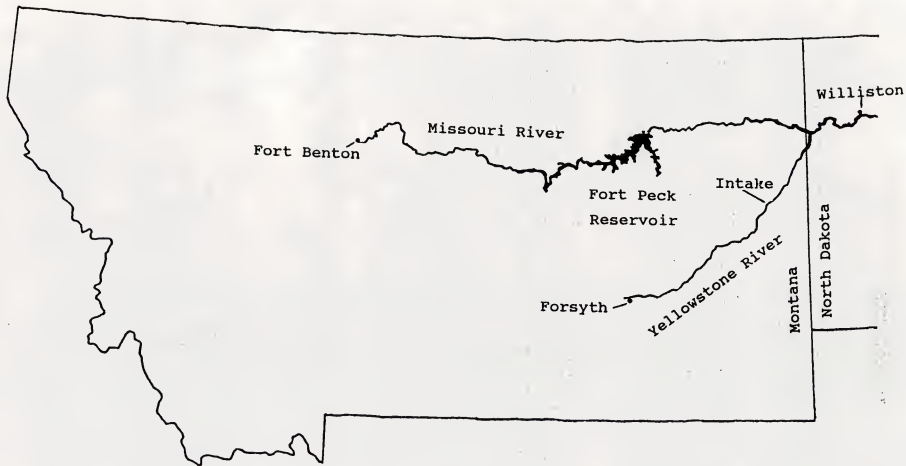 Williston
Missouri River
Fort Benton
Fort Peck
Reservoir
Intake
Yellowstone River
Forsyth
Montana
North Dakota